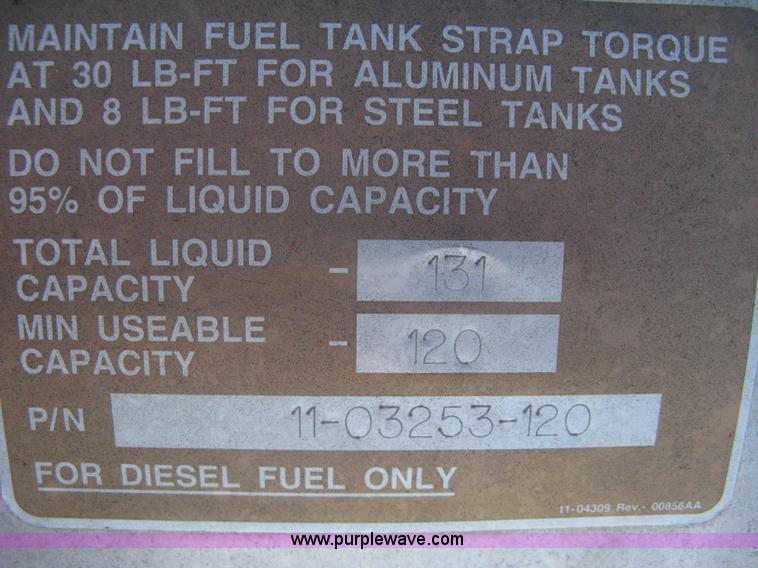 MAINTAIN FUEL TANK STRAP TORQUE
AT 30 LB-FT FOR ALUMINUM TANKS
AND 8 LB-FT FOR STEEL TANKS
DO NOT FILL TO MORE THAN
95% OF LIQUID CAPACITY
TOTAL LIQUID
CAPACITY - 131
MIN USEABLE
CAPACITY - 120
P/N 11-03253-120
FOR DIESEL FUEL ONLY
11-04309 Rev.- 00856AA
www.purplewave.com